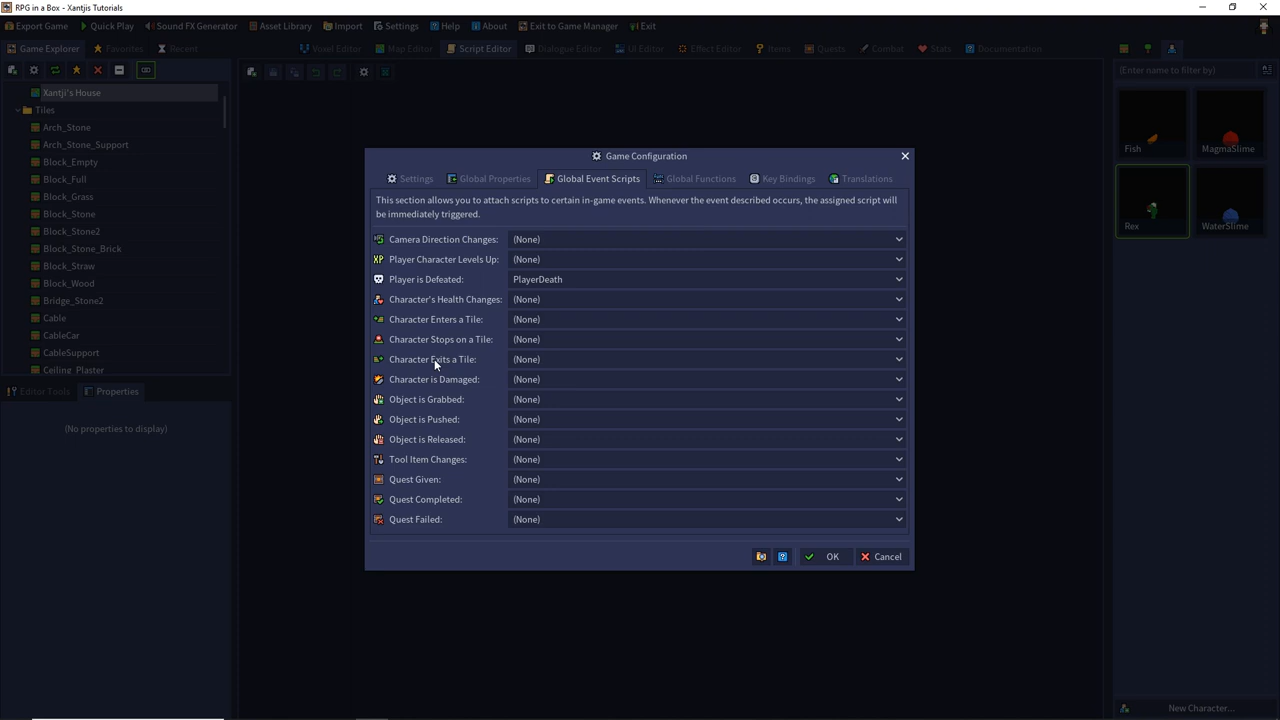 RPG in a Box - Xantjis Tutorials
Export Game
Quick Play
Sound FX Generator
Asset Library
Import
Settings
Help
About
Exit to Game Manager
Exit
Game Explorer
Favorites
Recent
Voxel Editor
Map Editor
Script Editor
Dialogue Editor
UI Editor
Effect Editor
Items
Quests
Combat
Stats
Documentation
Xantji's House
Tiles
Arch_Stone
Arch_Stone_Support
Block_Empty
Block_Full
Block_Grass
Block_Stone
Block_Stone2
Block_Stone_Brick
Block_Straw
Block_Wood
Bridge_Stone2
Cable
CableCar
CableSupport
Ceiling_Plaster
Editor Tools
Properties
(No properties to display)
Game Configuration
Settings
Global Properties
Global Event Scripts
Global Functions
Key Bindings
Translations
This section allows you to attach scripts to certain in-game events. Whenever the event described occurs, the assigned script will
be immediately triggered.
Camera Direction Changes: (None)
XP Player Character Levels Up: (None)
Player is Defeated: PlayerDeath
Character's Health Changes: (None)
Character Enters a Tile: (None)
Character Stops on a Tile: (None)
Character Exits a Tile: (None)
Character is Damaged: (None)
Object is Grabbed: (None)
Object is Pushed: (None)
Object is Released: (None)
Tool Item Changes: (None)
Quest Given: (None)
Quest Completed: (None)
Quest Failed: (None)
OK
Cancel
(Enter name to filter by)
Fish
MagmaSlime
Rex
WaterSlime
New Character...